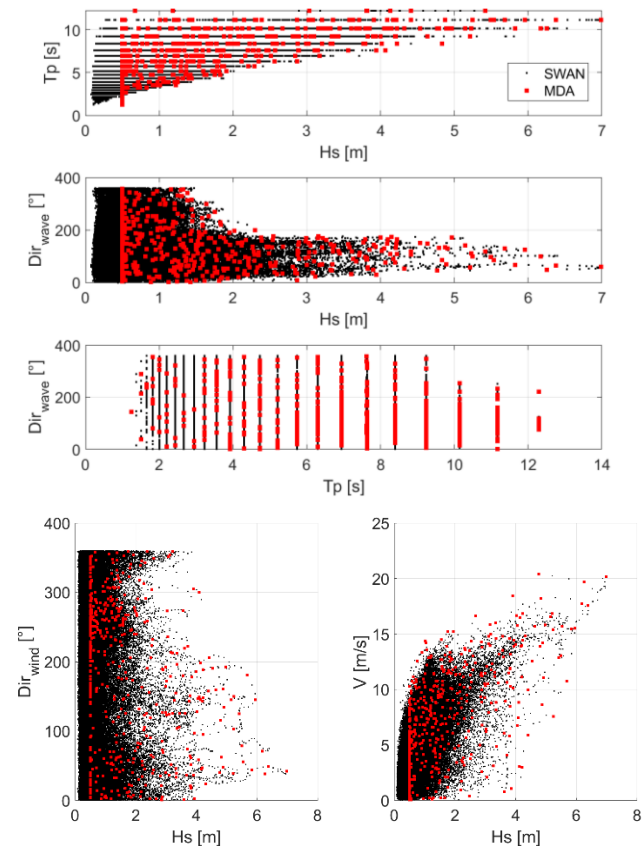 10
5
0
Tp [s]
0 1 2 3 4 5 6 7
Hs [m]
SWAN
MDA
400
200
0
Dir_wave [°]
0 1 2 3 4 5 6 7
Hs [m]
400
200
0
Dir_wave [°]
0 2 4 6 8 10 12 14
Tp [s]
400
300
200
100
0
Dir_wind [°]
0 2 4 6 8
Hs [m]
25
20
15
10
5
0
V [m/s]
0 2 4 6 8
Hs [m]